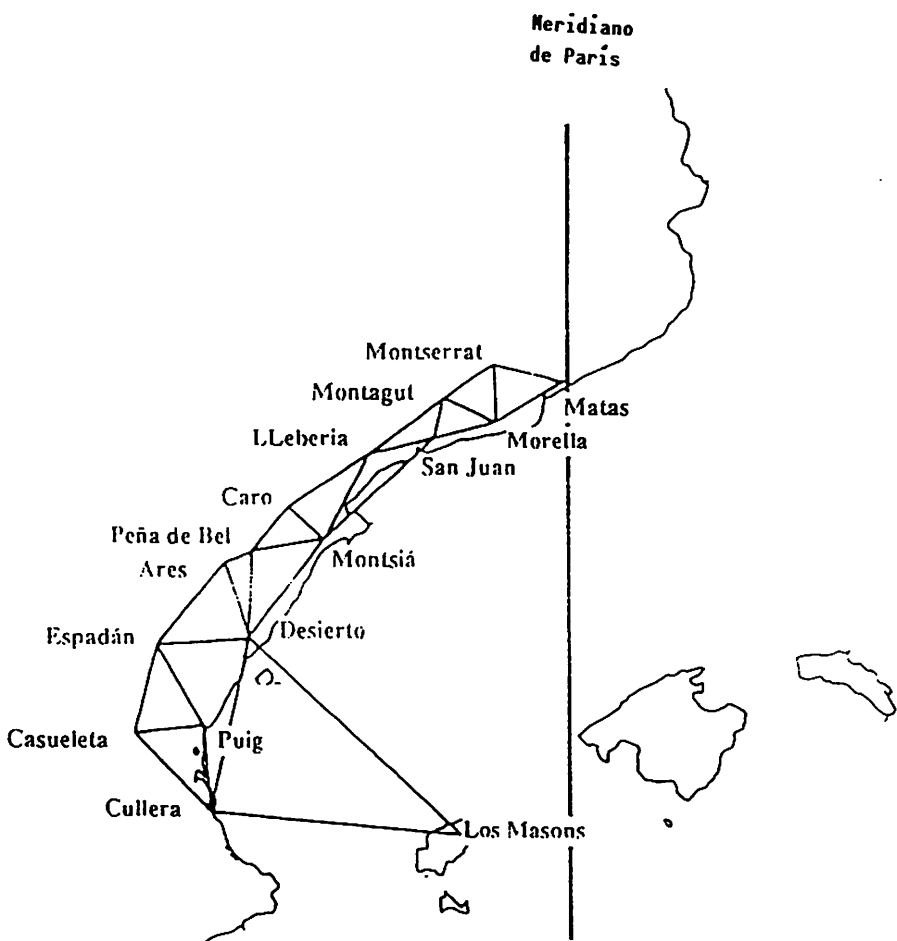 Meridiano
de París
Montserrat
Montagut
Matas
LLeberia
Morella
San Juan
Caro
Peña de Bel
Montsiá
Ares
Desierto
Espadán
Casueleta
Puig
Cullera
Los Masons